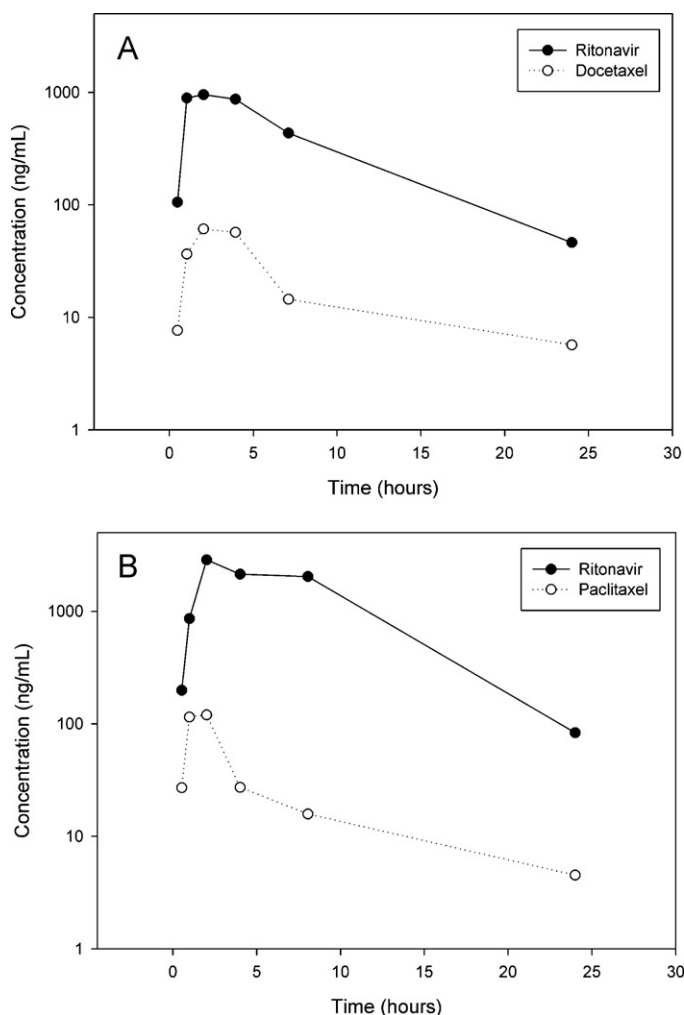 A
Ritonavir
Docetaxel
Concentration (ng/mL)
1000
100
10
1
0 5 10 15 20 25 30
Time (hours)
B
Ritonavir
Paclitaxel
Concentration (ng/mL)
1000
100
10
1
0 5 10 15 20 25 30
Time (hours)